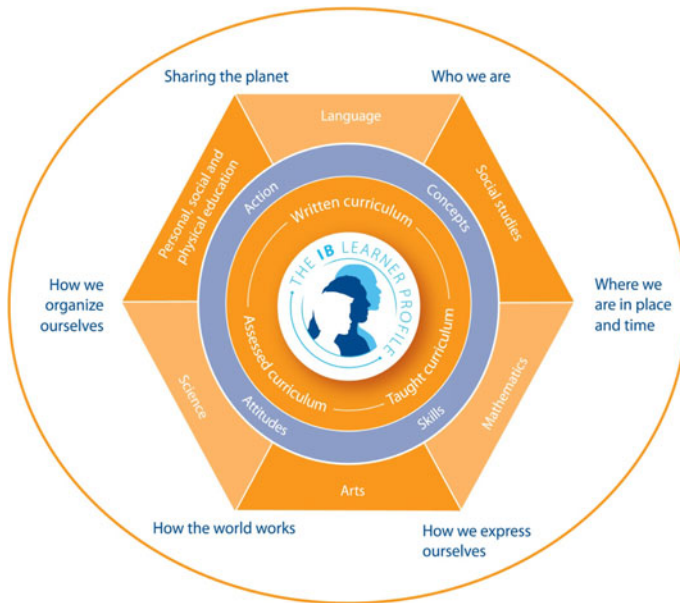 Sharing the planet
Who we are
Language
Personal, social and
physical education
Social studies
Action
Concepts
Written curriculum
THE IB LEARNER PROFILE
How we
organize
ourselves
Where we
are in place
and time
Assessed curriculum
Taught curriculum
Science
Attitudes
Skills
Mathematics
Arts
How the world works
How we express
ourselves